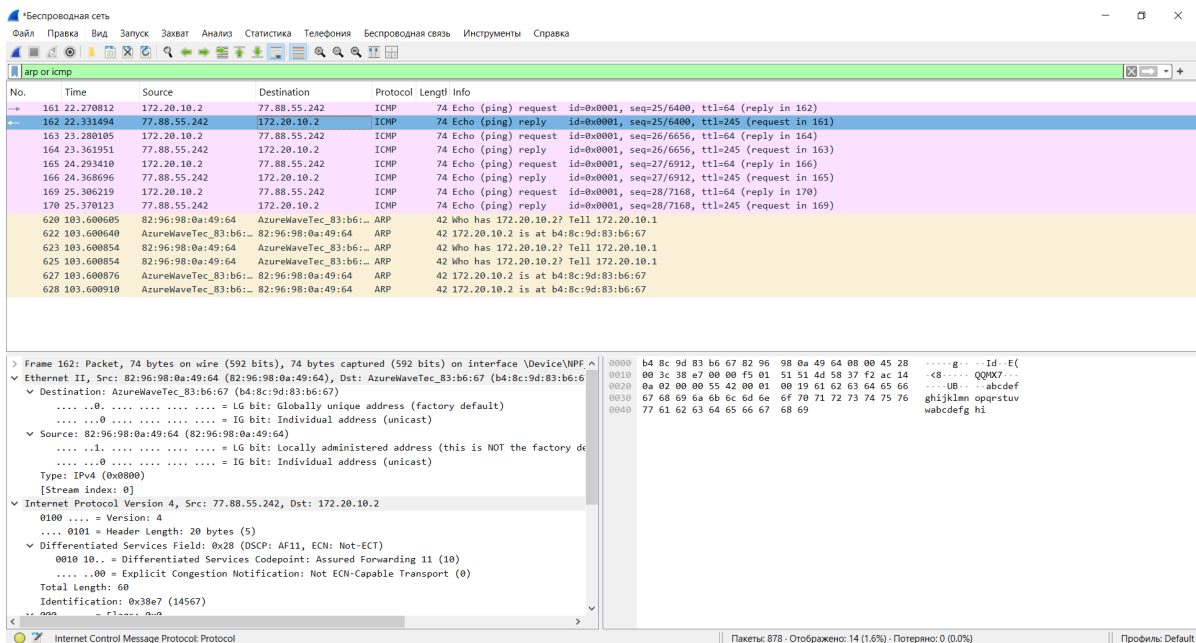 *Беспроводная сеть
Файл Правка Вид Запуск Захват Анализ Статистика Телефония Беспроводная связь Инструменты Справка
arp or icmp
No. Time Source Destination Protocol Length Info
161 22.270812 172.20.10.2 77.88.55.242 ICMP 74 Echo (ping) request id=0x0001, seq=25/6400, ttl=64 (reply in 162)
162 22.331494 77.88.55.242 172.20.10.2 ICMP 74 Echo (ping) reply id=0x0001, seq=25/6400, ttl=245 (request in 161)
163 23.280105 172.20.10.2 77.88.55.242 ICMP 74 Echo (ping) request id=0x0001, seq=26/6656, ttl=64 (reply in 164)
164 23.361951 77.88.55.242 172.20.10.2 ICMP 74 Echo (ping) reply id=0x0001, seq=26/6656, ttl=245 (request in 163)
165 24.293410 172.20.10.2 77.88.55.242 ICMP 74 Echo (ping) request id=0x0001, seq=27/6912, ttl=64 (reply in 166)
166 24.368696 77.88.55.242 172.20.10.2 ICMP 74 Echo (ping) reply id=0x0001, seq=27/6912, ttl=245 (request in 165)
169 25.306219 172.20.10.2 77.88.55.242 ICMP 74 Echo (ping) request id=0x0001, seq=28/7168, ttl=64 (reply in 170)
170 25.370123 77.88.55.242 172.20.10.2 ICMP 74 Echo (ping) reply id=0x0001, seq=28/7168, ttl=245 (request in 169)
620 103.600605 82:96:98:0a:49:64 AzureWaveTec_83:b6:… ARP 42 Who has 172.20.10.2? Tell 172.20.10.1
622 103.600640 AzureWaveTec_83:b6:… 82:96:98:0a:49:64 ARP 42 172.20.10.2 is at b4:8c:9d:83:b6:67
623 103.600854 82:96:98:0a:49:64 AzureWaveTec_83:b6:… ARP 42 Who has 172.20.10.2? Tell 172.20.10.1
625 103.600854 82:96:98:0a:49:64 AzureWaveTec_83:b6:… ARP 42 Who has 172.20.10.2? Tell 172.20.10.1
627 103.600876 AzureWaveTec_83:b6:… 82:96:98:0a:49:64 ARP 42 172.20.10.2 is at b4:8c:9d:83:b6:67
628 103.600910 AzureWaveTec_83:b6:… 82:96:98:0a:49:64 ARP 42 172.20.10.2 is at b4:8c:9d:83:b6:67
Frame 162: Packet, 74 bytes on wire (592 bits), 74 bytes captured (592 bits) on interface \Device\NPF_
Ethernet II, Src: 82:96:98:0a:49:64 (82:96:98:0a:49:64), Dst: AzureWaveTec_83:b6:67 (b4:8c:9d:83:b6:6
Destination: AzureWaveTec_83:b6:67 (b4:8c:9d:83:b6:67)
.... ..0. .... .... .... .... = LG bit: Globally unique address (factory default)
.... ...0 .... .... .... .... = IG bit: Individual address (unicast)
Source: 82:96:98:0a:49:64 (82:96:98:0a:49:64)
.... ..1. .... .... .... .... = LG bit: Locally administered address (this is NOT the factory de
.... ...0 .... .... .... .... = IG bit: Individual address (unicast)
Type: IPv4 (0x0800)
[Stream index: 0]
Internet Protocol Version 4, Src: 77.88.55.242, Dst: 172.20.10.2
0100 .... = Version: 4
.... 0101 = Header Length: 20 bytes (5)
Differentiated Services Field: 0x28 (DSCP: AF11, ECN: Not-ECT)
0010 10.. = Differentiated Services Codepoint: Assured Forwarding 11 (10)
.... ..00 = Explicit Congestion Notification: Not ECN-Capable Transport (0)
Total Length: 60
Identification: 0x38e7 (14567)
0000 b4 8c 9d 83 b6 67 82 96 98 0a 49 64 08 00 45 28 ·····g·· ··Id··E(
0010 00 3c 38 e7 00 00 f5 01 51 51 4d 58 37 f2 ac 14 ·<8····· QQMX7···
0020 0a 02 00 00 55 42 00 01 00 19 61 62 63 64 65 66 ····UB·· ··abcdef
0030 67 68 69 6a 6b 6c 6d 6e 6f 70 71 72 73 74 75 76 ghijklmn opqrstuv
0040 77 61 62 63 64 65 66 67 68 69 wabcdefg hi
Internet Control Message Protocol: Protocol
Пакеты: 878 · Отображено: 14 (1.6%) · Потеряно: 0 (0.0%)
Профиль: Default